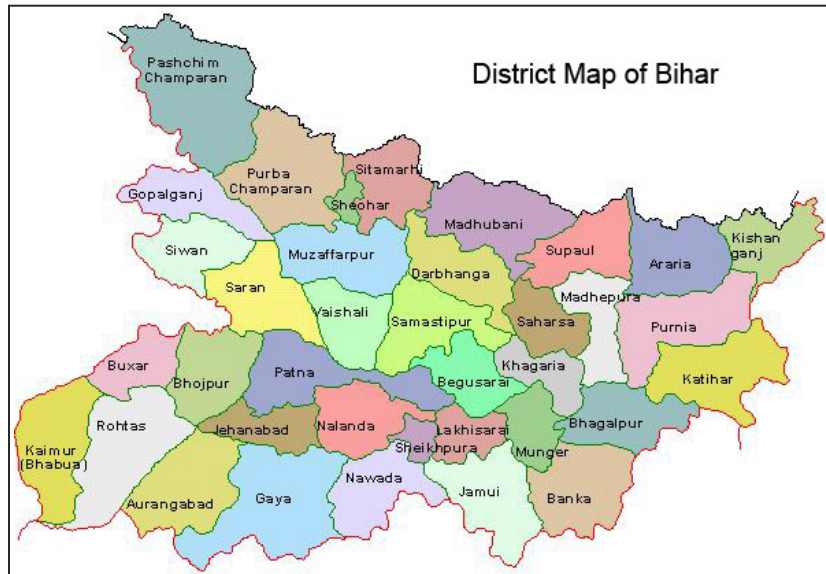 District Map of Bihar
Pashchim
Champaran
Purba
Champaran
Sitamarhi
Sheohar
Gopalganj
Siwan
Saran
Muzaffarpur
Vaishali
Madhubani
Darbhanga
Samastipur
Supaul
Araria
Kishan
ganj
Madhepura
Saharsa
Purnia
Katihar
Buxar
Bhojpur
Patna
Begusarai
Khagaria
Bhagalpur
Kaimur
(Bhabua)
Rohtas
Jehanabad
Nalanda
Sheikhpura
Lakhisarai
Munger
Aurangabad
Gaya
Nawada
Jamui
Banka